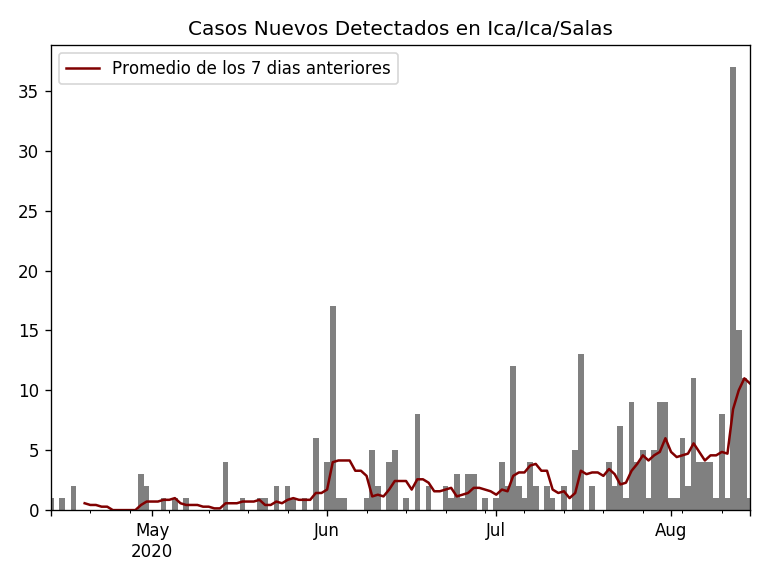 Casos Nuevos Detectados en Ica/Ica/Salas
Promedio de los 7 dias anteriores
35
30
25
20
15
10
5
0
May
2020
Jun
Jul
Aug